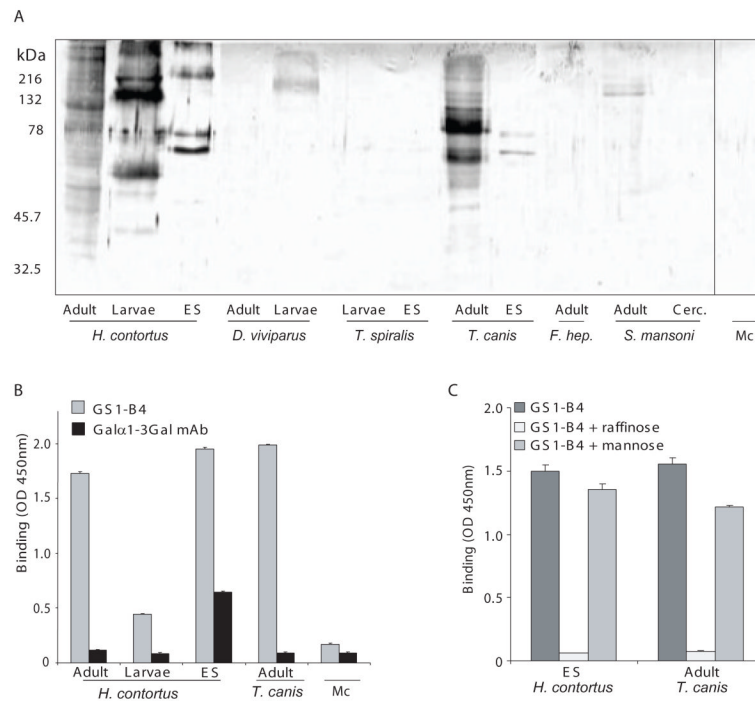 A
kDa
216
132
78
45.7
32.5
Adult Larvae ES Adult Larvae Larvae ES Adult ES Adult Adult Cerc.
H. contortus D. viviparus T. spiralis T. canis F. hep. S. mansoni Mc
B
GS1-B4
Galα1-3Gal mAb
Binding (OD 450nm)
2.0
1.5
1.0
0.5
0
Adult Larvae ES Adult
H. contortus T. canis Mc
C
GS1-B4
GS1-B4 + raffinose
GS1-B4 + mannose
Binding (OD 450nm)
2.0
1.5
1.0
0.5
0
ES Adult
H. contortus T. canis